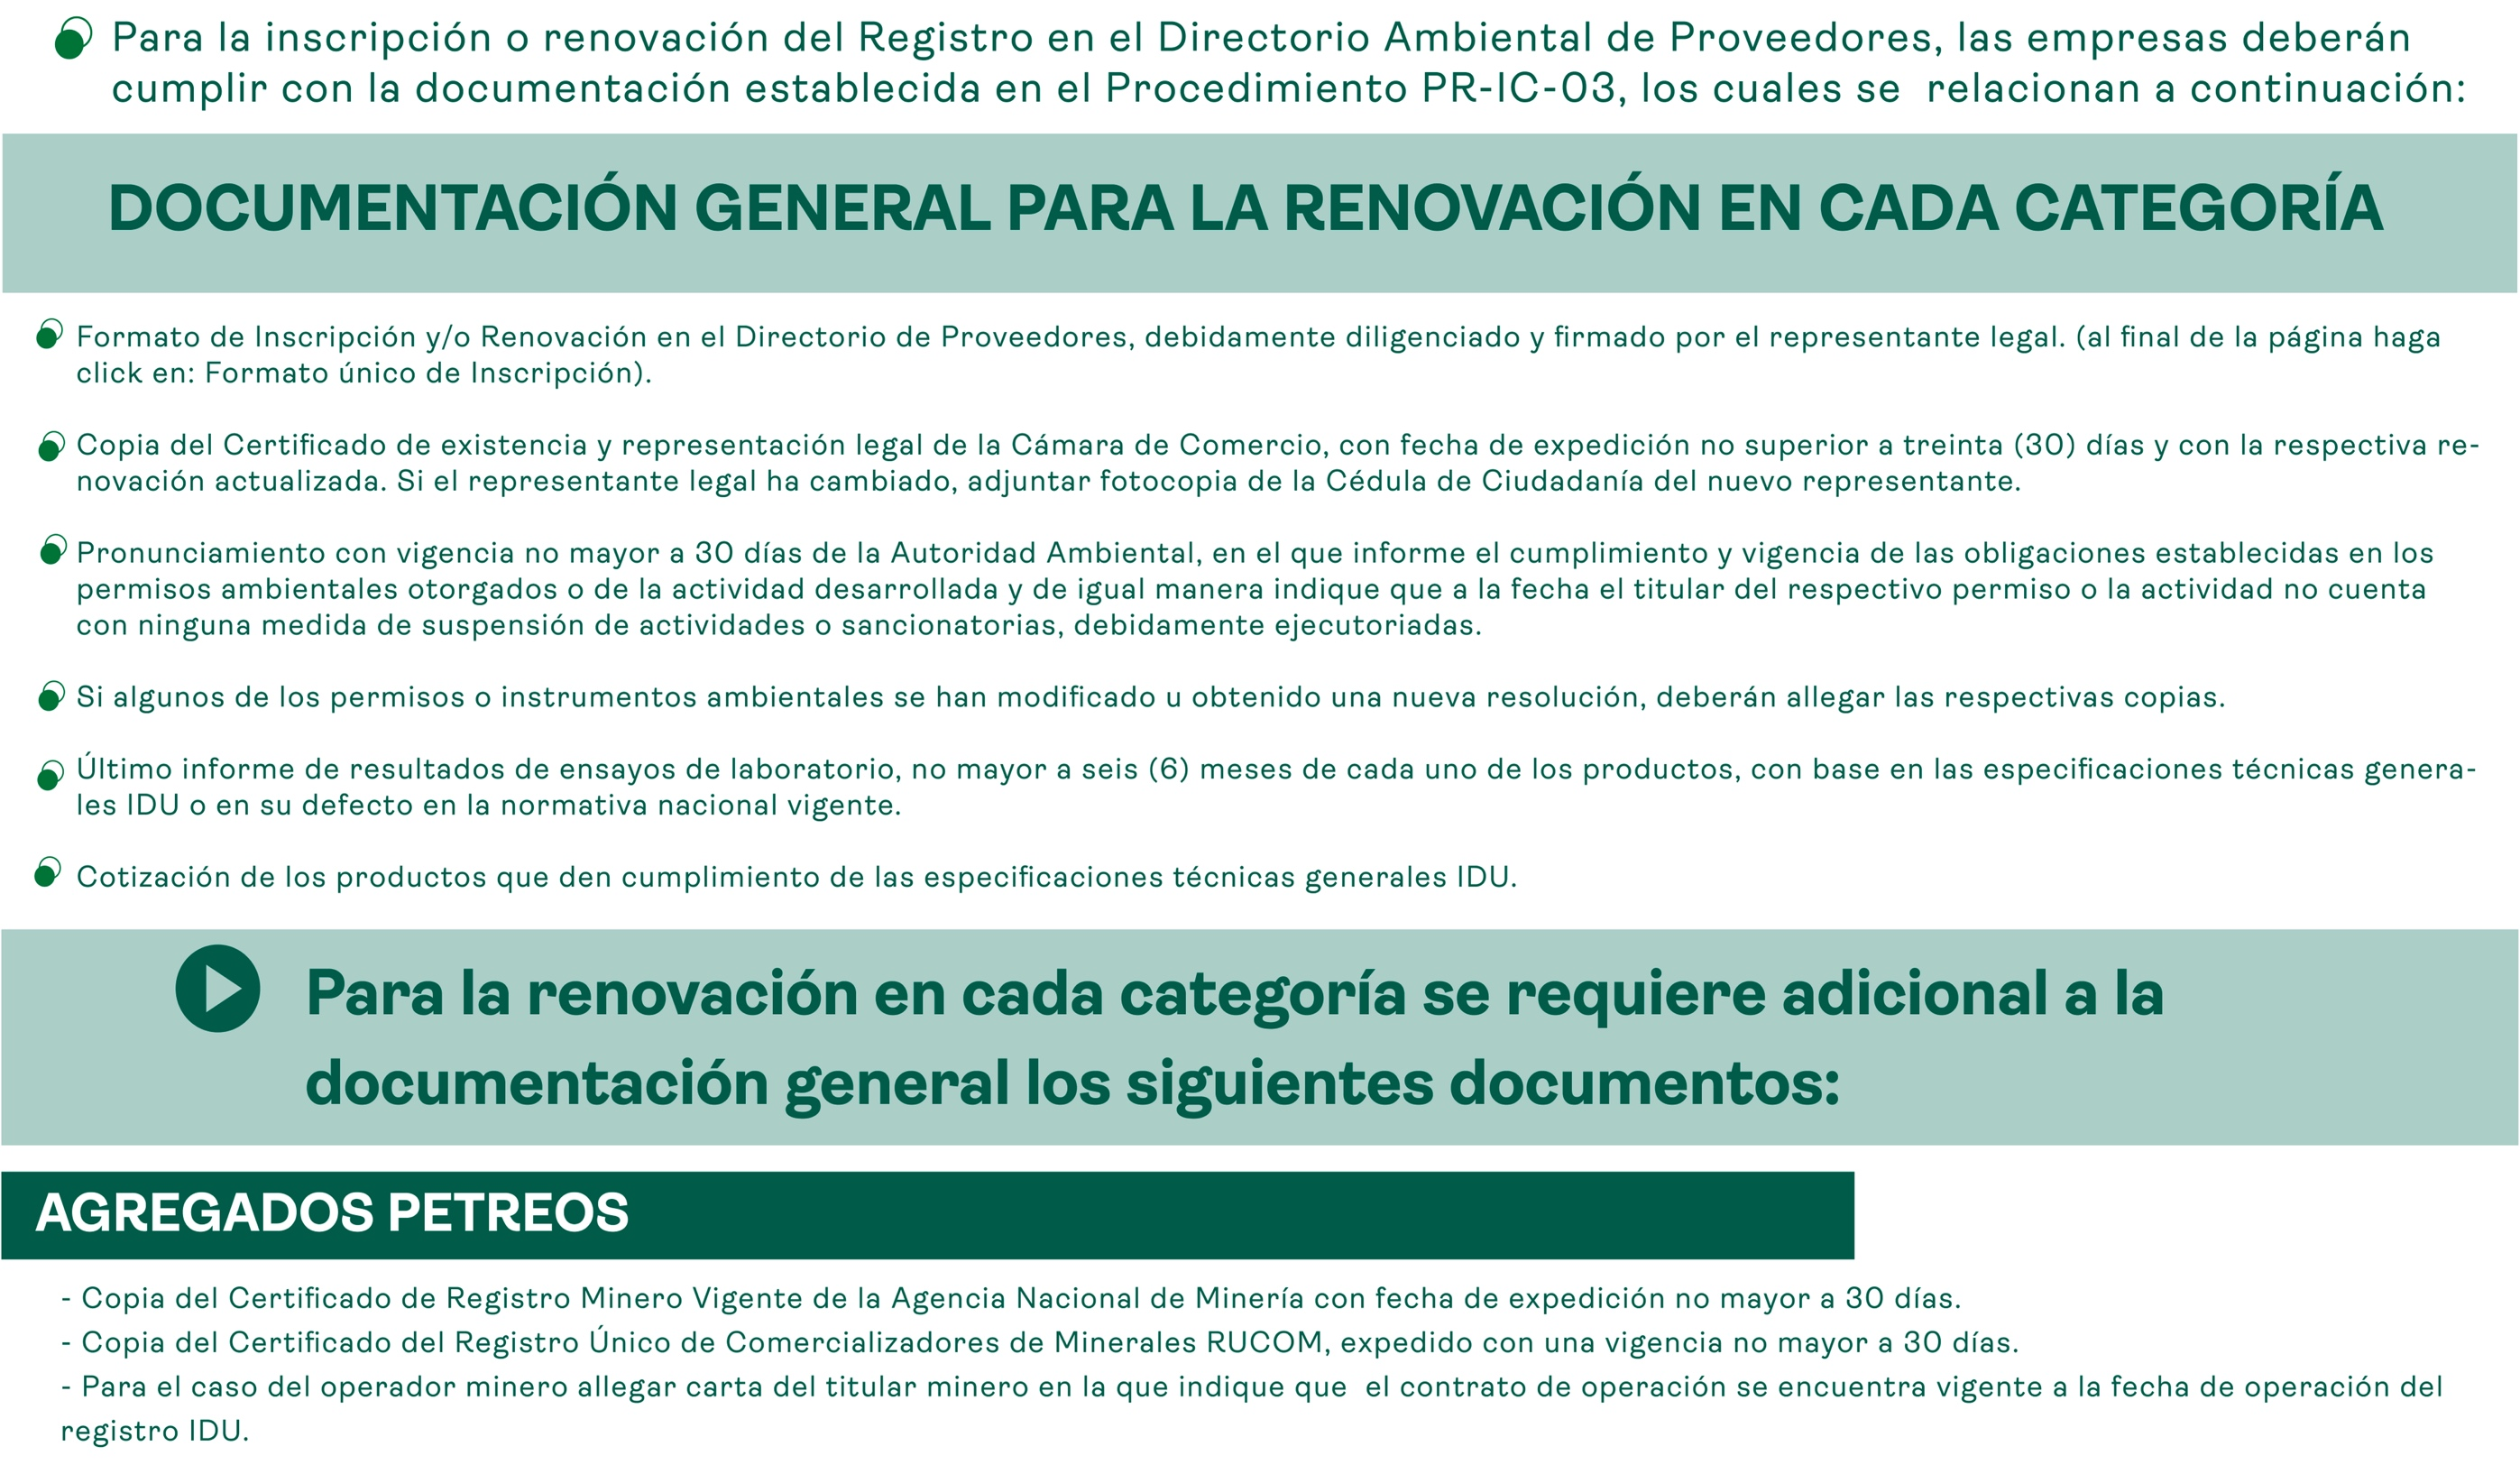 Para la inscripción o renovación del Registro en el Directorio Ambiental de Proveedores, las empresas deberán
cumplir con la documentación establecida en el Procedimiento PR-IC-03, los cuales se  relacionan a continuación:
DOCUMENTACIÓN GENERAL PARA LA RENOVACIÓN EN CADA CATEGORÍA
Formato de Inscripción y/o Renovación en el Directorio de Proveedores, debidamente diligenciado y firmado por el representante legal. (al final de la página haga
click en: Formato único de Inscripción).
Copia del Certificado de existencia y representación legal de la Cámara de Comercio, con fecha de expedición no superior a treinta (30) días y con la respectiva re-
novación actualizada. Si el representante legal ha cambiado, adjuntar fotocopia de la Cédula de Ciudadanía del nuevo representante.
Pronunciamiento con vigencia no mayor a 30 días de la Autoridad Ambiental, en el que informe el cumplimiento y vigencia de las obligaciones establecidas en los
permisos ambientales otorgados o de la actividad desarrollada y de igual manera indique que a la fecha el titular del respectivo permiso o la actividad no cuenta
con ninguna medida de suspensión de actividades o sancionatorias, debidamente ejecutoriadas.
Si algunos de los permisos o instrumentos ambientales se han modificado u obtenido una nueva resolución, deberán allegar las respectivas copias.
Último informe de resultados de ensayos de laboratorio, no mayor a seis (6) meses de cada uno de los productos, con base en las especificaciones técnicas genera-
les IDU o en su defecto en la normativa nacional vigente.
Cotización de los productos que den cumplimiento de las especificaciones técnicas generales IDU.
Para la renovación en cada categoría se requiere adicional a la
documentación general los siguientes documentos:
AGREGADOS PETREOS
- Copia del Certificado de Registro Minero Vigente de la Agencia Nacional de Minería con fecha de expedición no mayor a 30 días.
- Copia del Certificado del Registro Único de Comercializadores de Minerales RUCOM, expedido con una vigencia no mayor a 30 días.
- Para el caso del operador minero allegar carta del titular minero en la que indique que  el contrato de operación se encuentra vigente a la fecha de operación del
registro IDU.